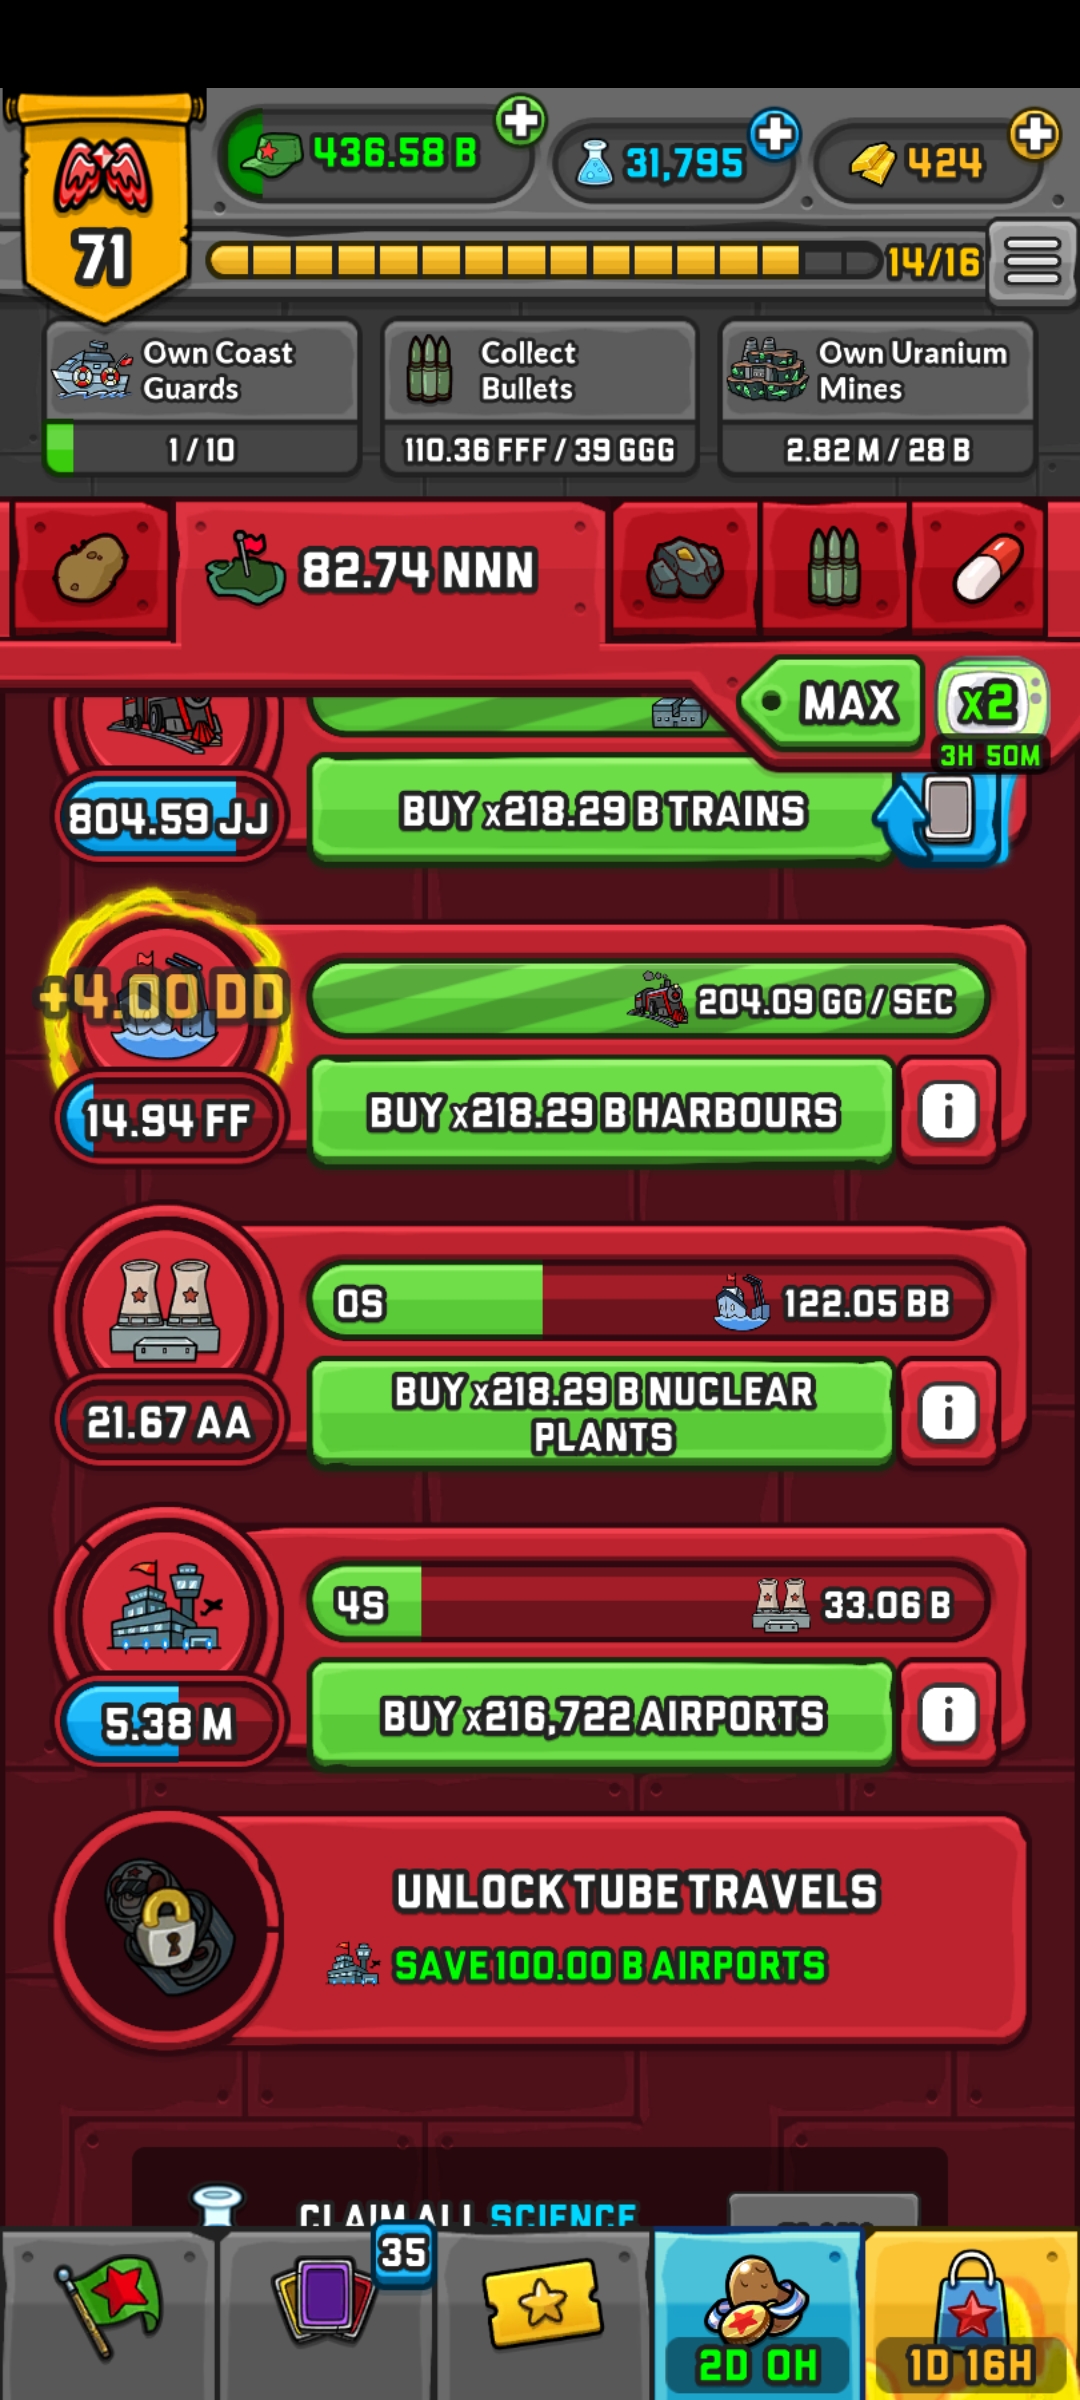 71
436.58 B
31,795
424
14/16
Own Coast
Guards
1/10
Collect
Bullets
110.36 FFF / 39 GGG
Own Uranium
Mines
2.82 M / 28 B
82.74 NNN
MAX
x2
3H 50M
804.59 JJ
BUY x218.29 B TRAINS
+4.00 DD
204.09 GG / SEC
14.94 FF
BUY x218.29 B HARBOURS
i
0S
122.05 BB
21.67 AA
BUY x218.29 B NUCLEAR
PLANTS
i
4S
33.06 B
5.38 M
BUY x216,722 AIRPORTS
i
UNLOCK TUBE TRAVELS
SAVE 100.00 B AIRPORTS
CLAIM ALL SCIENCE
35
2D 0H
1D 16H